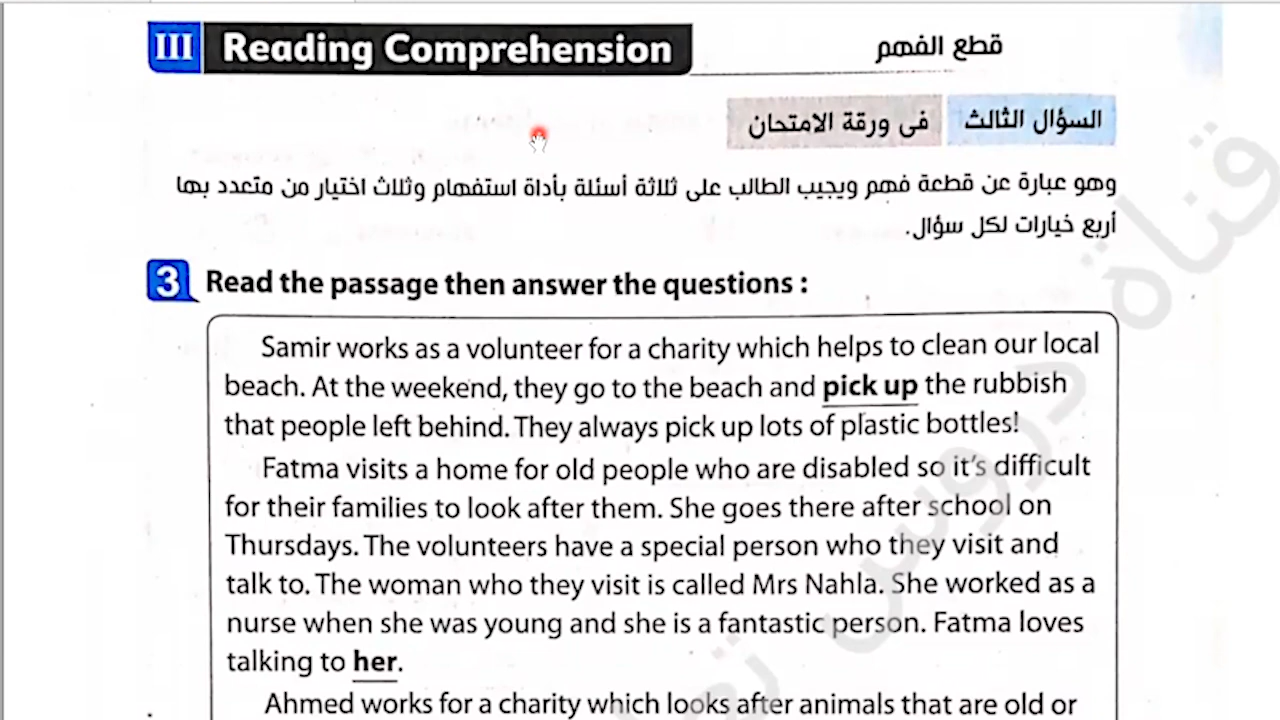 III Reading Comprehension قطع الفهم
السؤال الثالث فى ورقة الامتحان
وهو عبارة عن قطعة فهم ويجيب الطالب على ثلاثة أسئلة بأداة استفهام وثلاث اختيار من متعدد بها
أربع خيارات لكل سؤال.
3 Read the passage then answer the questions :
Samir works as a volunteer for a charity which helps to clean our local
beach. At the weekend, they go to the beach and pick up the rubbish
that people left behind. They always pick up lots of plastic bottles!
Fatma visits a home for old people who are disabled so it's difficult
for their families to look after them. She goes there after school on
Thursdays. The volunteers have a special person who they visit and
talk to. The woman who they visit is called Mrs Nahla. She worked as a
nurse when she was young and she is a fantastic person. Fatma loves
talking to her.
Ahmed works for a charity which looks after animals that are old or
قناة دروس